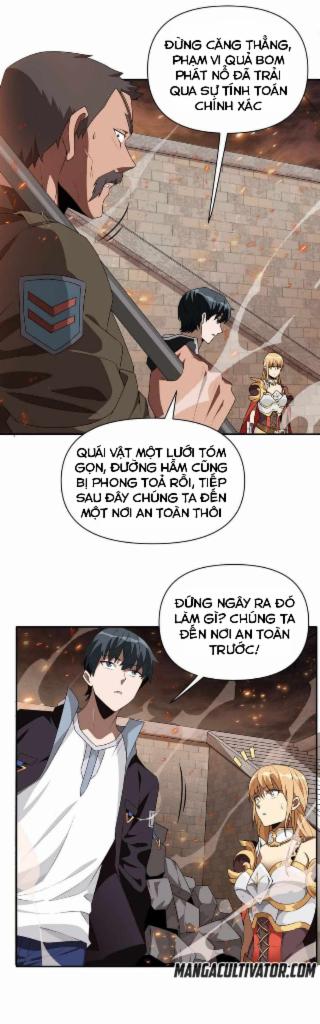 ĐỪNG CĂNG THẲNG,
PHẠM VI QUẢ BOM
PHÁT NỔ ĐÃ TRẢI
QUA SỰ TÍNH TOÁN
CHÍNH XÁC
QUÁI VẬT MỘT LƯỚI TÓM
GỌN, ĐƯỜNG HẦM CŨNG
BỊ PHONG TOẢ RỒI, TIẾP
SAU ĐÂY CHÚNG TA ĐẾN
MỘT NƠI AN TOÀN THÔI
ĐỨNG NGÂY RA ĐÓ
LÀM GÌ? CHÚNG TA
ĐẾN NƠI AN TOÀN
TRƯỚC!
MANGACULTIVATOR.COM